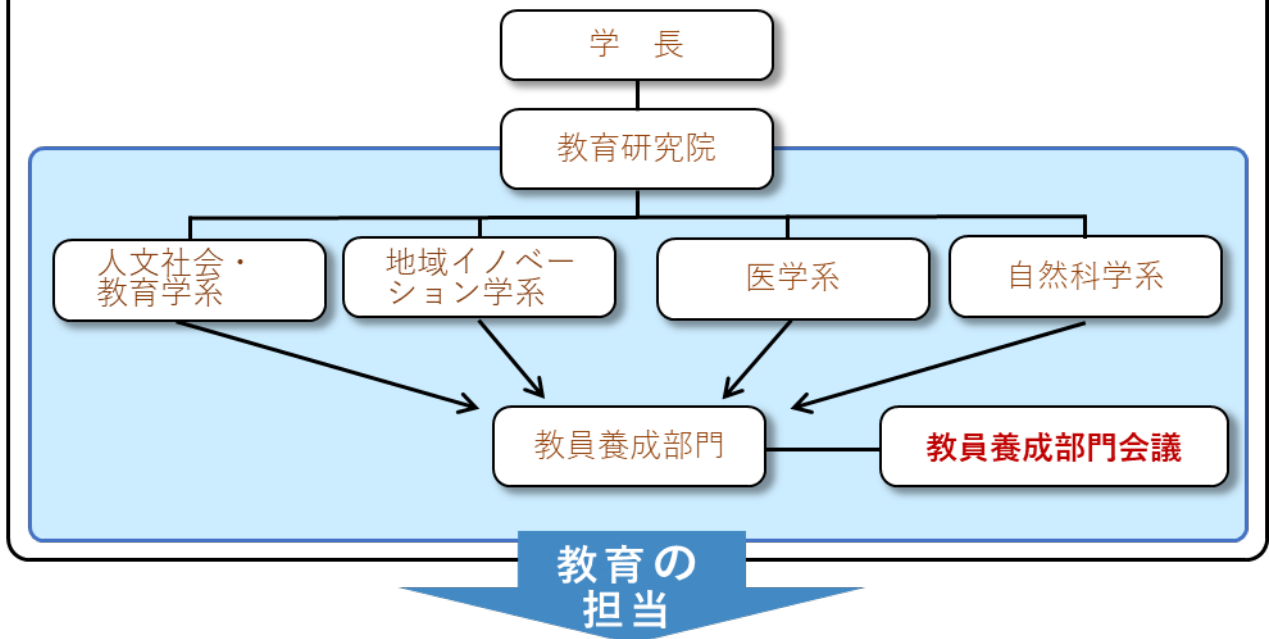 学　長
教育研究院
人文社会・
教育学系
地域イノベー
ション学系
医学系
自然科学系
教員養成部門
教員養成部門会議
教育の
担当